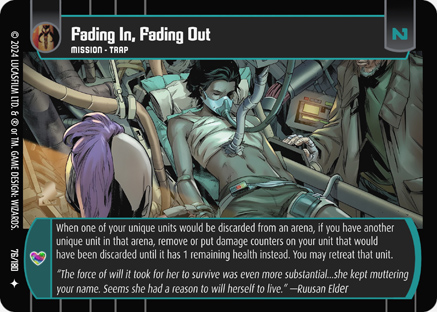 Fading In, Fading Out
MISSION - TRAP
N
When one of your unique units would be discarded from an arena, if you have another
unique unit in that arena, remove or put damage counters on your unit that would
have been discarded until it has 1 remaining health instead. You may retreat that unit.
"The force of will it took for her to survive was even more substantial...she kept muttering
your name. Seems she had a reason to will herself to live." —Ruusan Elder
© 2024 LUCASFILM LTD. & ® or TM. GAME DESIGN: WIZARDS.